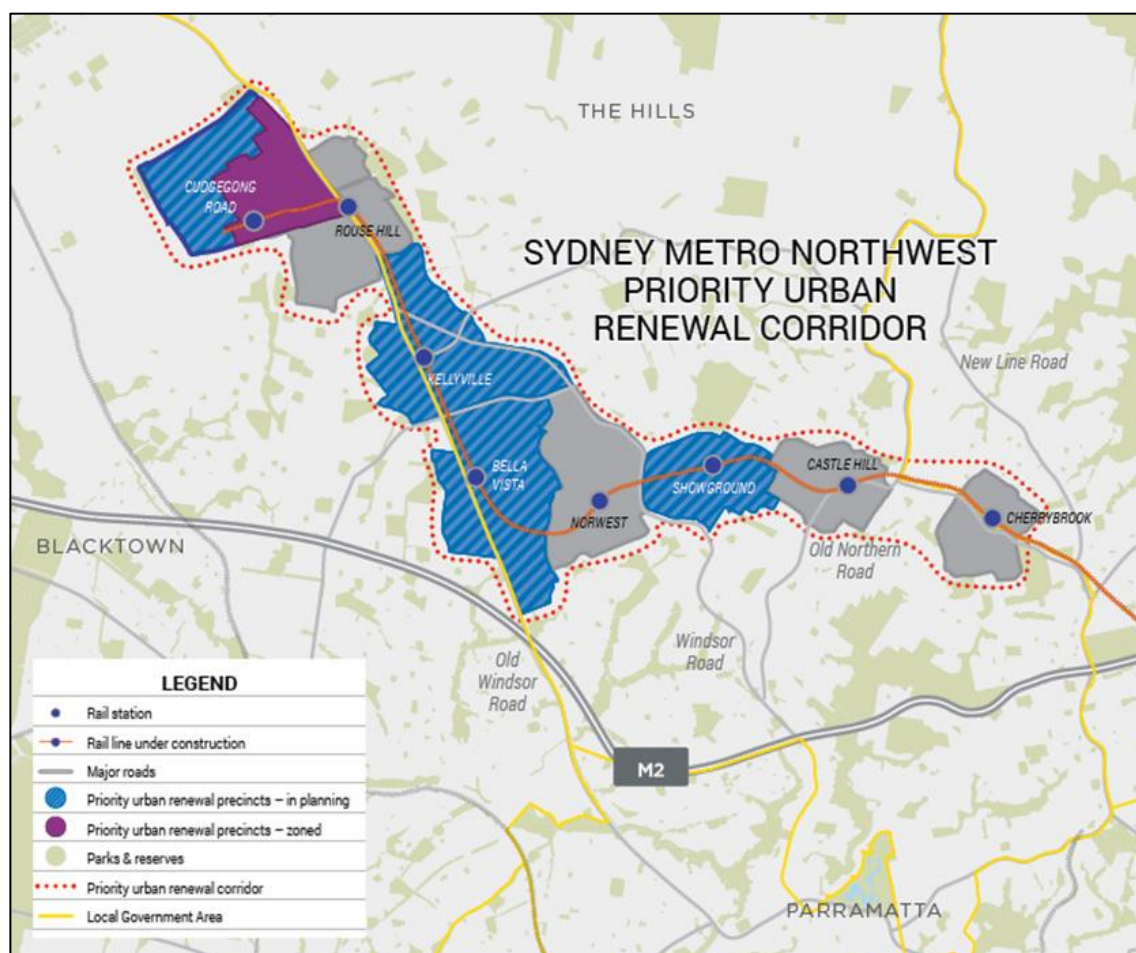 THE HILLS
CUDGEGONG
ROAD
ROUSE HILL
SYDNEY METRO NORTHWEST
PRIORITY URBAN
RENEWAL CORRIDOR
New Line Road
KELLYVILLE
BELLA
VISTA
NORWEST
SHOWGROUND
CASTLE HILL
CHERRYBROOK
BLACKTOWN
Old Northern
Road
Windsor
Road
Old
Windsor
Road
M2
PARRAMATTA
LEGEND
Rail station
Rail line under construction
Major roads
Priority urban renewal precincts – in planning
Priority urban renewal precincts – zoned
Parks & reserves
Priority urban renewal corridor
Local Government Area